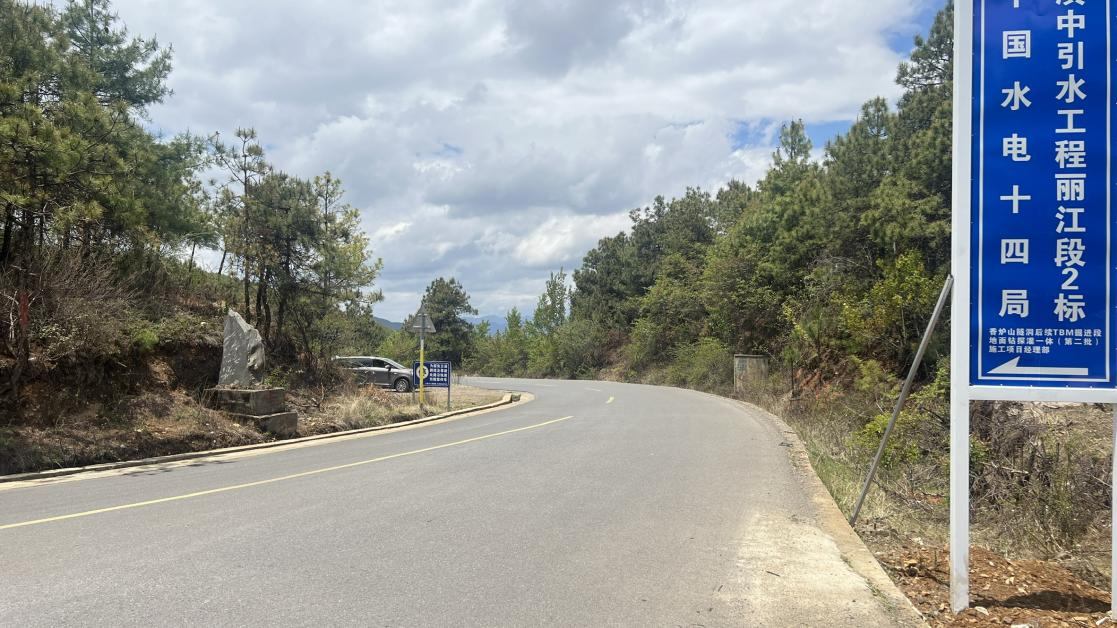 中引水工程丽江段2标
国水电十四局
香炉山隧洞后续TBM掘进段
地面钻探灌一体（第二批）
施工项目经理部